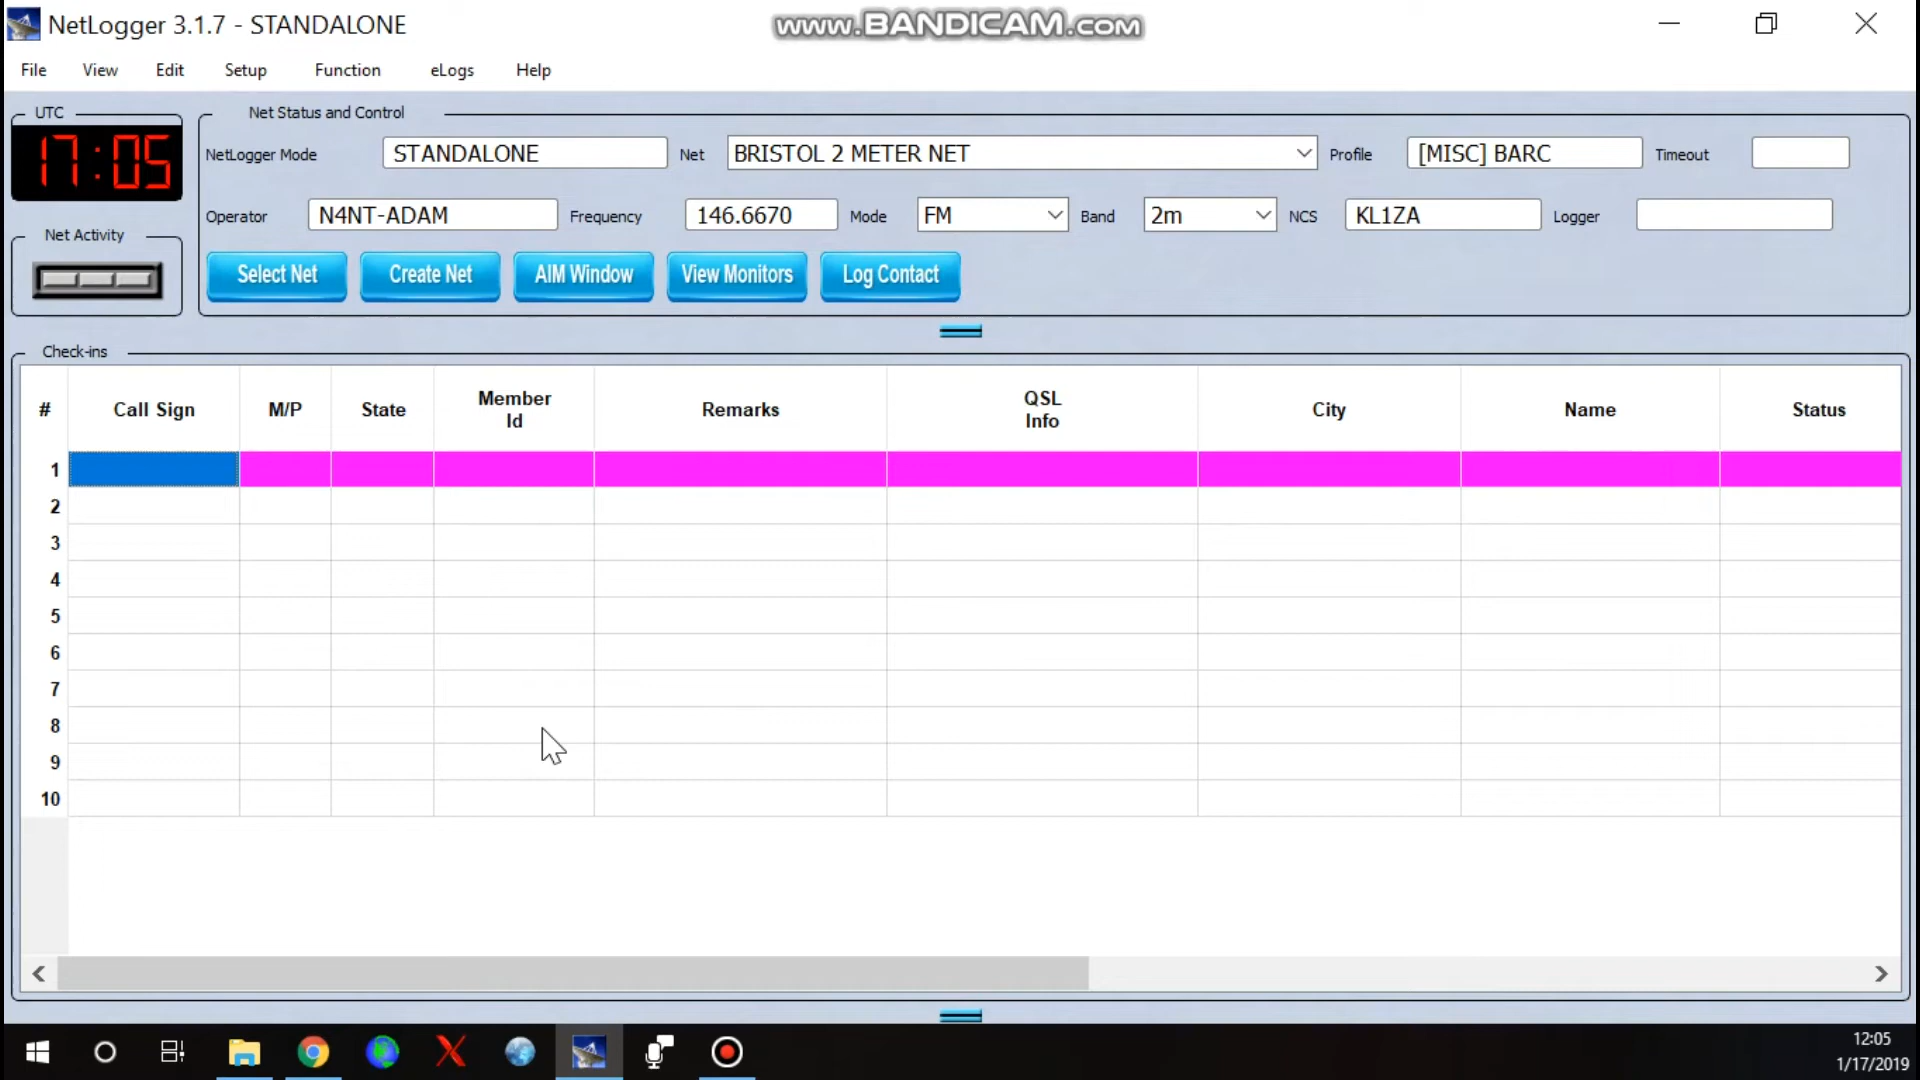 NetLogger 3.1.7 - STANDALONE
www.BANDICAM.com
File View Edit Setup Function eLogs Help
UTC
17:05
Net Activity
Net Status and Control
NetLogger Mode STANDALONE Net BRISTOL 2 METER NET Profile [MISC] BARC Timeout
Operator N4NT-ADAM Frequency 146.6670 Mode FM Band 2m NCS KL1ZA Logger
Select Net Create Net AIM Window View Monitors Log Contact
Check-ins
# Call Sign M/P State Member Id Remarks QSL Info City Name Status
1
2
3
4
5
6
7
8
9
10
12:05
1/17/2019